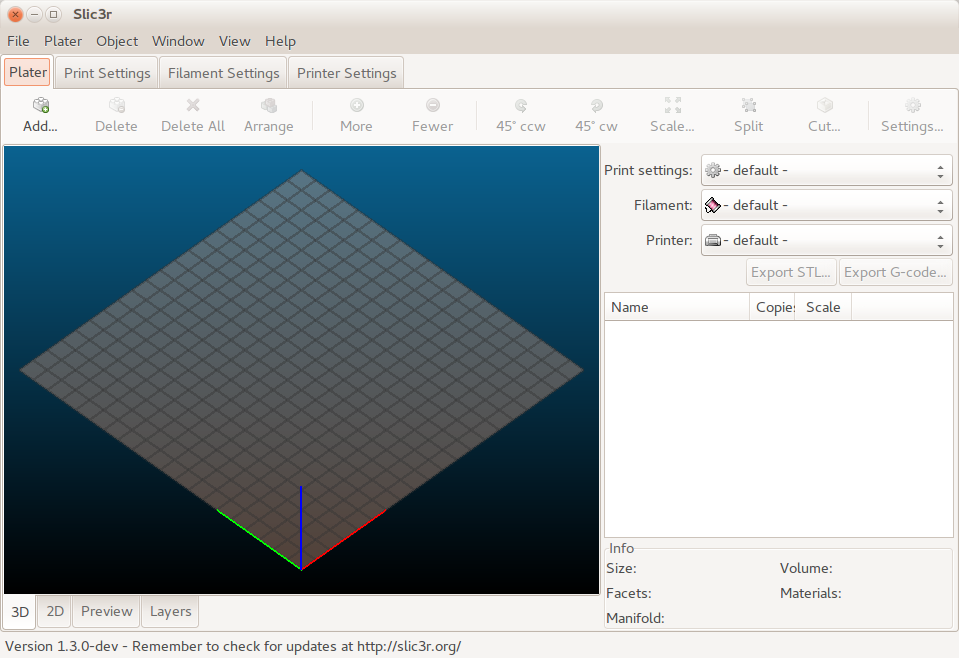 Slic3r
File Plater Object Window View Help
Plater Print Settings Filament Settings Printer Settings
Add... Delete Delete All Arrange More Fewer 45° ccw 45° cw Scale... Split Cut... Settings...
Print settings: - default -
Filament: - default -
Printer: - default -
Export STL... Export G-code...
Name Copies Scale
Info
Size: Volume:
Facets: Materials:
Manifold:
3D 2D Preview Layers
Version 1.3.0-dev - Remember to check for updates at http://slic3r.org/